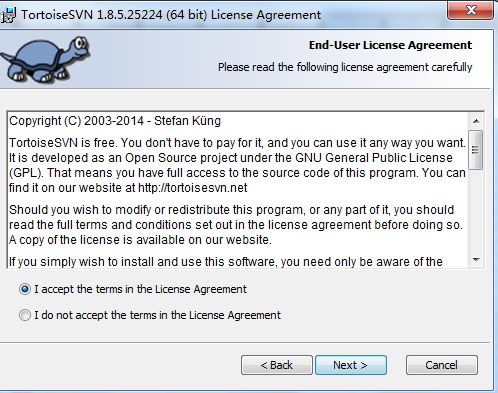 TortoiseSVN 1.8.5.25224 (64 bit) License Agreement
End-User License Agreement
Please read the following license agreement carefully
Copyright (C) 2003-2014 - Stefan Küng
TortoiseSVN is free. You don't have to pay for it, and you can use it any way you want.
It is developed as an Open Source project under the GNU General Public License
(GPL). That means you have full access to the source code of this program. You can
find it on our website at http://tortoisesvn.net
Should you wish to modify or redistribute this program, or any part of it, you should
read the full terms and conditions set out in the license agreement before doing so.
A copy of the license is available on our website.
If you simply wish to install and use this software, you need only be aware of the
I accept the terms in the License Agreement
I do not accept the terms in the License Agreement
< Back
Next >
Cancel